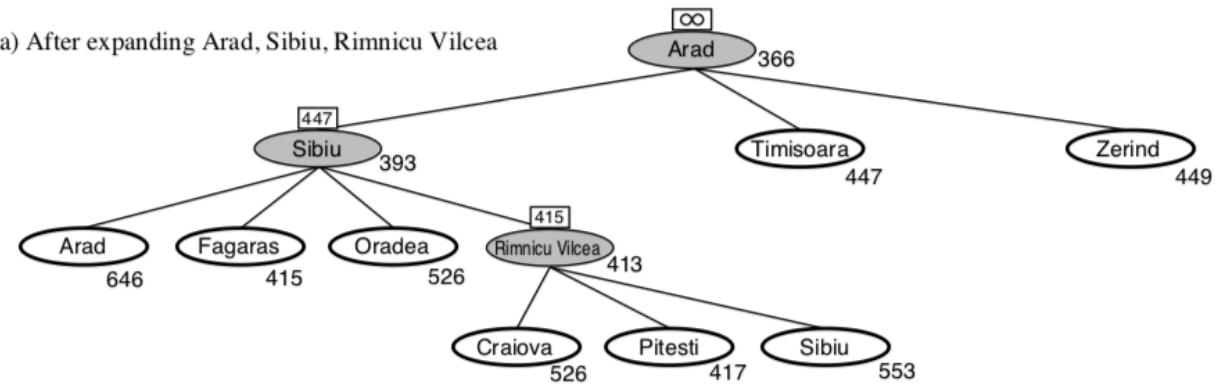 ∞
a) After expanding Arad, Sibiu, Rimnicu Vilcea
Arad
366
447
Sibiu
393
Timisoara
447
Zerind
449
415
Arad
646
Fagaras
415
Oradea
526
Rimnicu Vilcea
413
Craiova
526
Pitesti
417
Sibiu
553